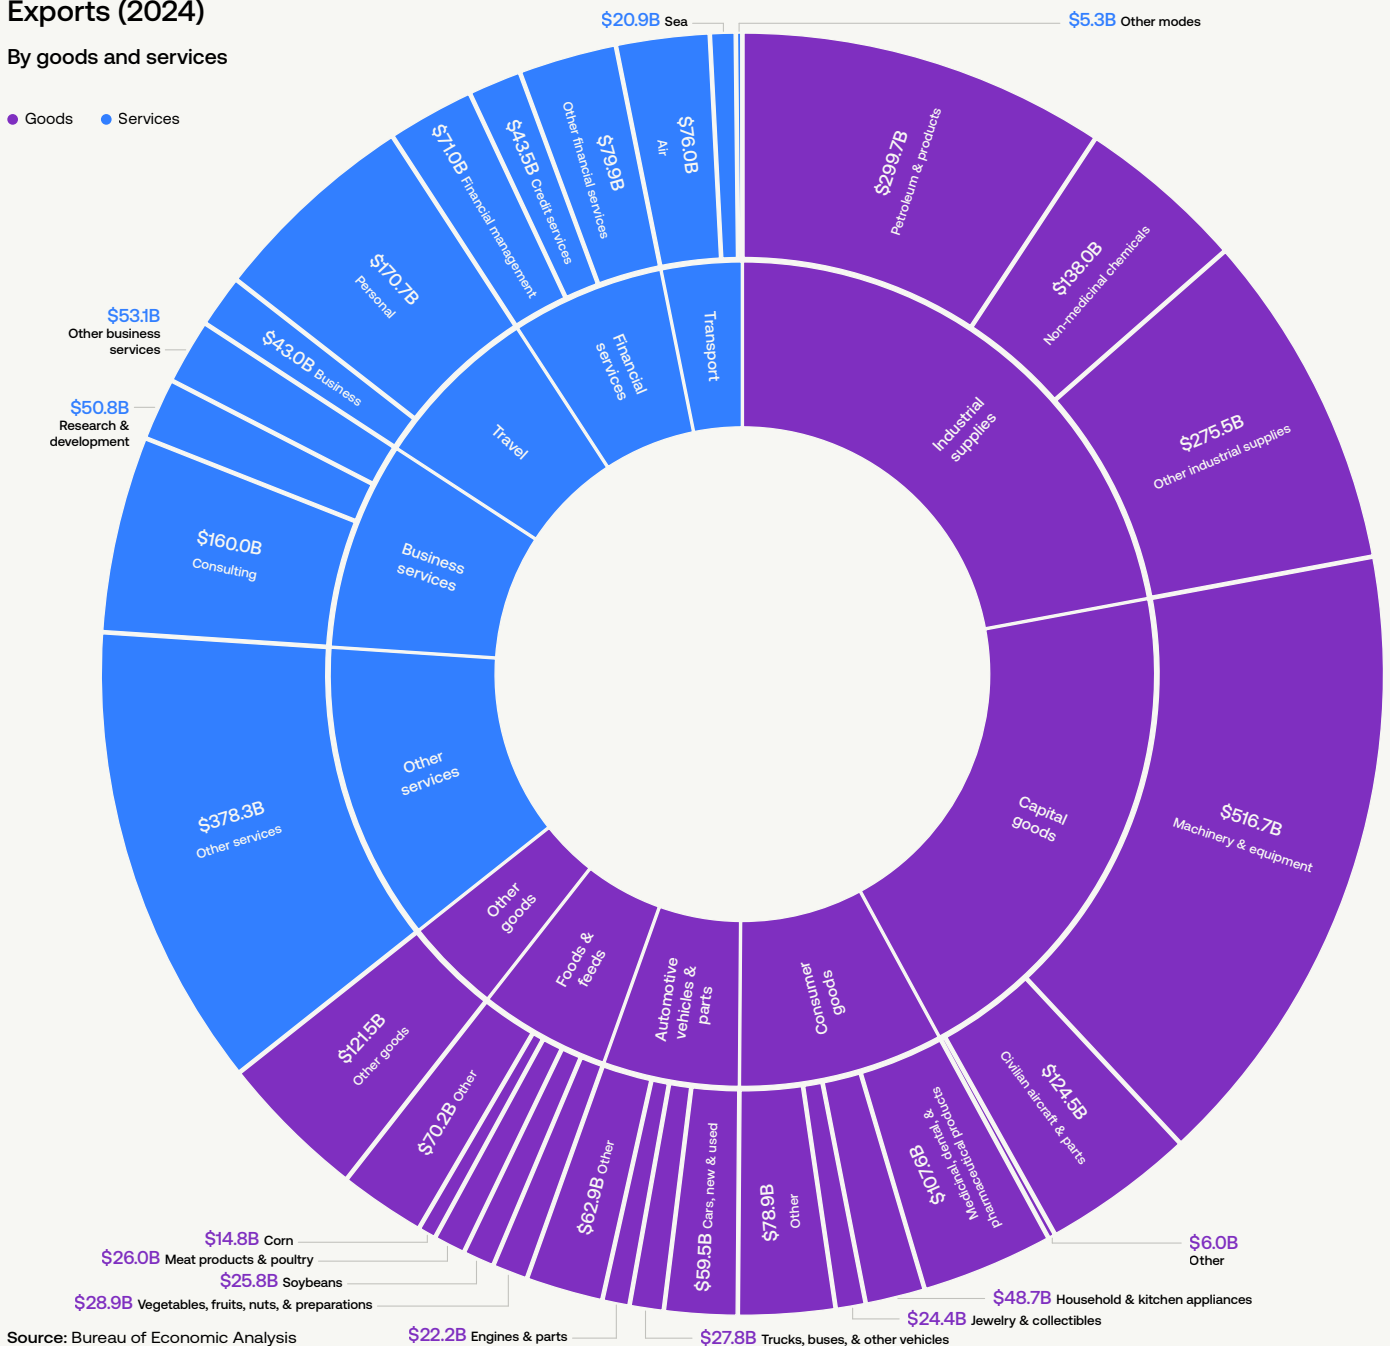 Exports (2024)
By goods and services
Goods
Services
$20.9B Sea
$5.3B Other modes
$299.7B
Petroleum & products
$138.0B
Non-medicinal chemicals
$275.5B
Other industrial supplies
Industrial
supplies
$516.7B
Machinery & equipment
$124.5B
Civilian aircraft & parts
$6.0B
Other
Capital
goods
$107.6B
Medicinal, dental, &
pharmaceutical products
$48.7B Household & kitchen appliances
$24.4B Jewelry & collectibles
$78.9B
Other
Consumer
goods
$59.5B Cars, new & used
$27.8B Trucks, buses, & other vehicles
$22.2B Engines & parts
$62.9B Other
Automotive
vehicles &
parts
$28.9B Vegetables, fruits, nuts, & preparations
$25.8B Soybeans
$26.0B Meat products & poultry
$14.8B Corn
$70.2B Other
Foods &
feeds
$121.5B
Other goods
Other
goods
$378.3B
Other services
Other
services
$160.0B
Consulting
$50.8B
Research &
development
$53.1B
Other business
services
Business
services
$43.0B Business
$170.7B
Personal
Travel
$71.0B Financial management
$43.5B Credit services
$79.9B
Other financial services
Financial
services
$76.0B
Air
Transport
Source: Bureau of Economic Analysis